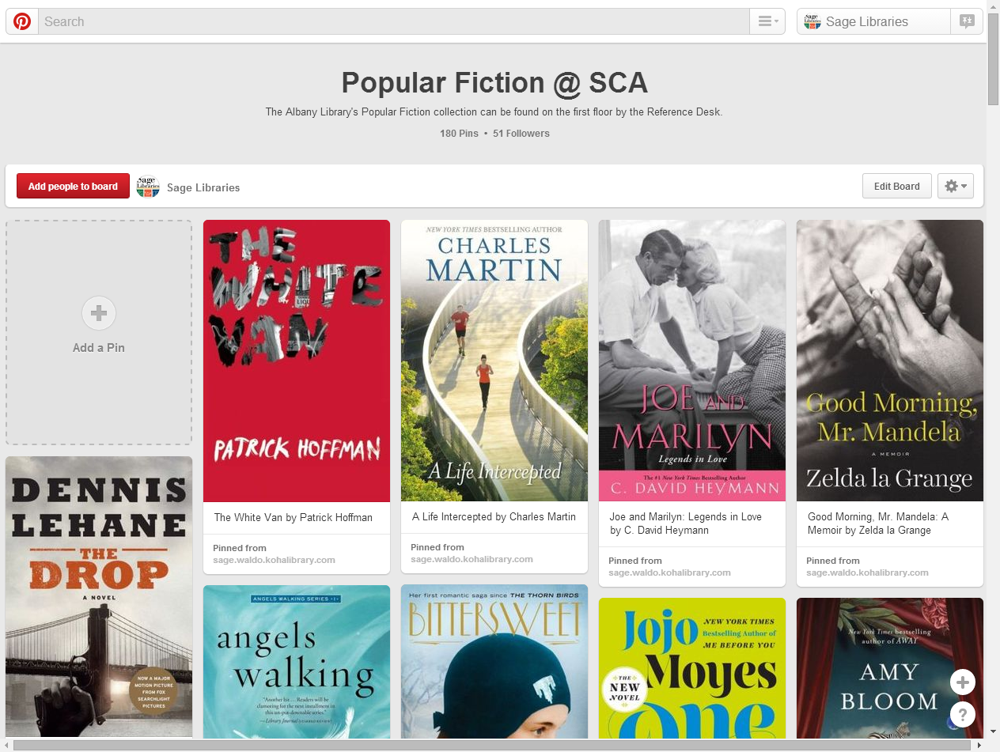 Search
Sage Libraries
Popular Fiction @ SCA
The Albany Library's Popular Fiction collection can be found on the first floor by the Reference Desk.
180 Pins • 51 Followers
Add people to board
Sage Libraries
Edit Board
Add a Pin
DENNIS
LEHANE
THE
DROP
A NOVEL
NOW A MAJOR
MOTION PICTURE
FROM FOX
SEARCHLIGHT
PICTURES
THE
WHITE
VAN
PATRICK HOFFMAN
The White Van by Patrick Hoffman
Pinned from
sage.waldo.kohalibrary.com
ANGELS WALKING SERIES · 1 ·
angels
walking
"Another hit… Readers will be
clamoring for the next installment in
this un-put-downable series."
—Library Journal (STARRED REVIEW)
NEW YORK TIMES BESTSELLING AUTHOR
CHARLES
MARTIN
A Life Intercepted
A Life Intercepted by Charles Martin
Pinned from
sage.waldo.kohalibrary.com
Her first romantic saga since THE THORN BIRDS
BITTERSWEET
JOE AND
MARILYN
Legends in Love
The #1 New York Times Bestselling Author
C. DAVID HEYMANN
Joe and Marilyn: Legends in Love
by C. David Heymann
Pinned from
sage.waldo.kohalibrary.com
Jojo
NEW YORK TIMES
Bestselling Author of
ME BEFORE YOU
Moyes
THE
NEW
NOVEL
One
Good Morning,
Mr. Mandela
A MEMOIR
Zelda la Grange
Good Morning, Mr. Mandela: A
Memoir by Zelda la Grange
Pinned from
sage.waldo.kohalibrary.com
New York Times bestselling
author of AWAY
AMY
BLOOM
?